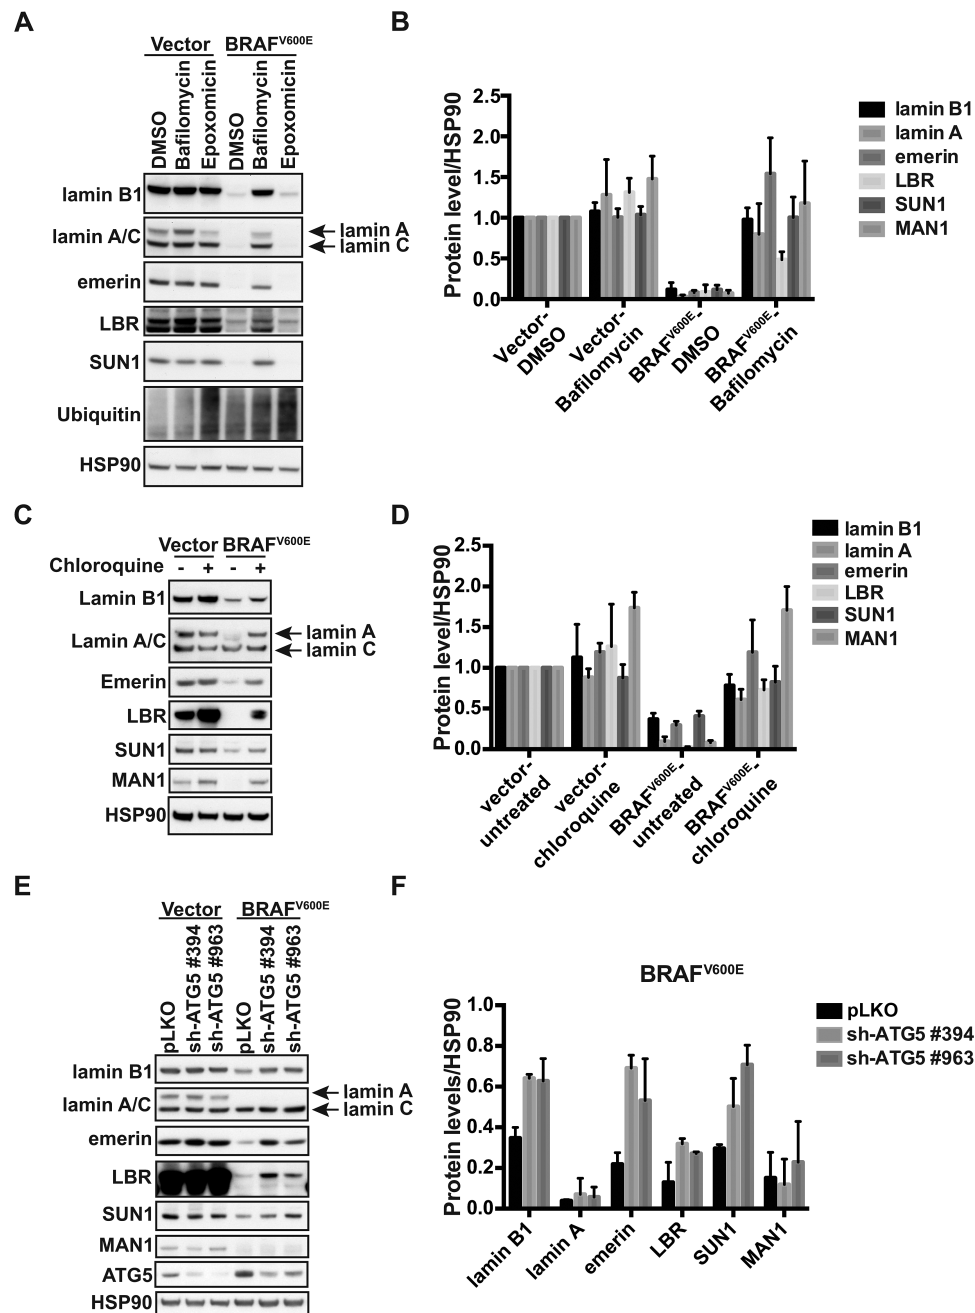 A
Vector BRAFV600E
DMSO
Bafilomycin
Epoxomicin
DMSO
Bafilomycin
Epoxomicin
lamin B1
lamin A/C
lamin A
lamin C
emerin
LBR
SUN1
Ubiquitin
HSP90
B
Protein level/HSP90
2.5
2.0
1.5
1.0
0.5
0.0
Vector-
DMSO
Vector-
Bafilomycin
BRAFV600E-
DMSO
BRAFV600E-
Bafilomycin
lamin B1
lamin A
emerin
LBR
SUN1
MAN1
C
Vector BRAFV600E
Chloroquine - + - +
Lamin B1
Lamin A/C
lamin A
lamin C
Emerin
LBR
SUN1
MAN1
HSP90
D
Protein level/HSP90
2.5
2.0
1.5
1.0
0.5
0.0
vector-
untreated
vector-
chloroquine
BRAFV600E-
untreated
BRAFV600E-
chloroquine
lamin B1
lamin A
emerin
LBR
SUN1
MAN1
E
Vector BRAFV600E
pLKO
sh-ATG5 #394
sh-ATG5 #963
pLKO
sh-ATG5 #394
sh-ATG5 #963
lamin B1
lamin A/C
lamin A
lamin C
emerin
LBR
SUN1
MAN1
ATG5
HSP90
F
BRAFV600E
Protein levels/HSP90
1.0
0.8
0.6
0.4
0.2
0.0
lamin B1
lamin A
emerin
LBR
SUN1
MAN1
pLKO
sh-ATG5 #394
sh-ATG5 #963